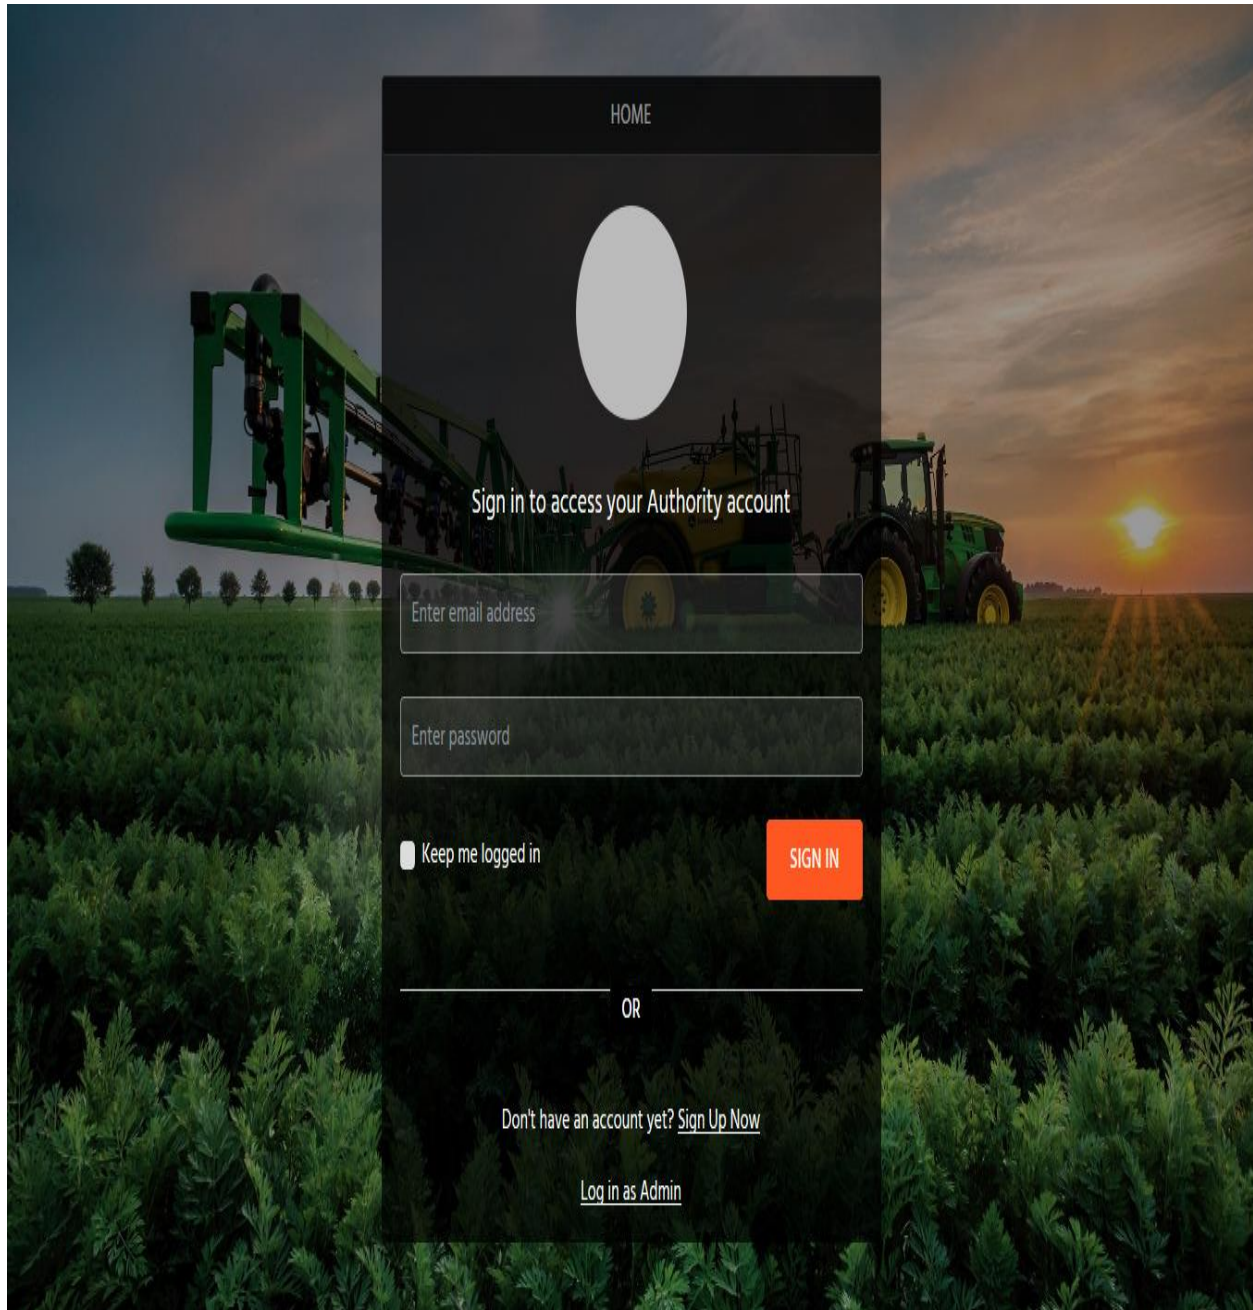 HOME
Sign in to access your Authority account
Enter email address
Enter password
Keep me logged in
SIGN IN
OR
Don't have an account yet? Sign Up Now
Log in as Admin